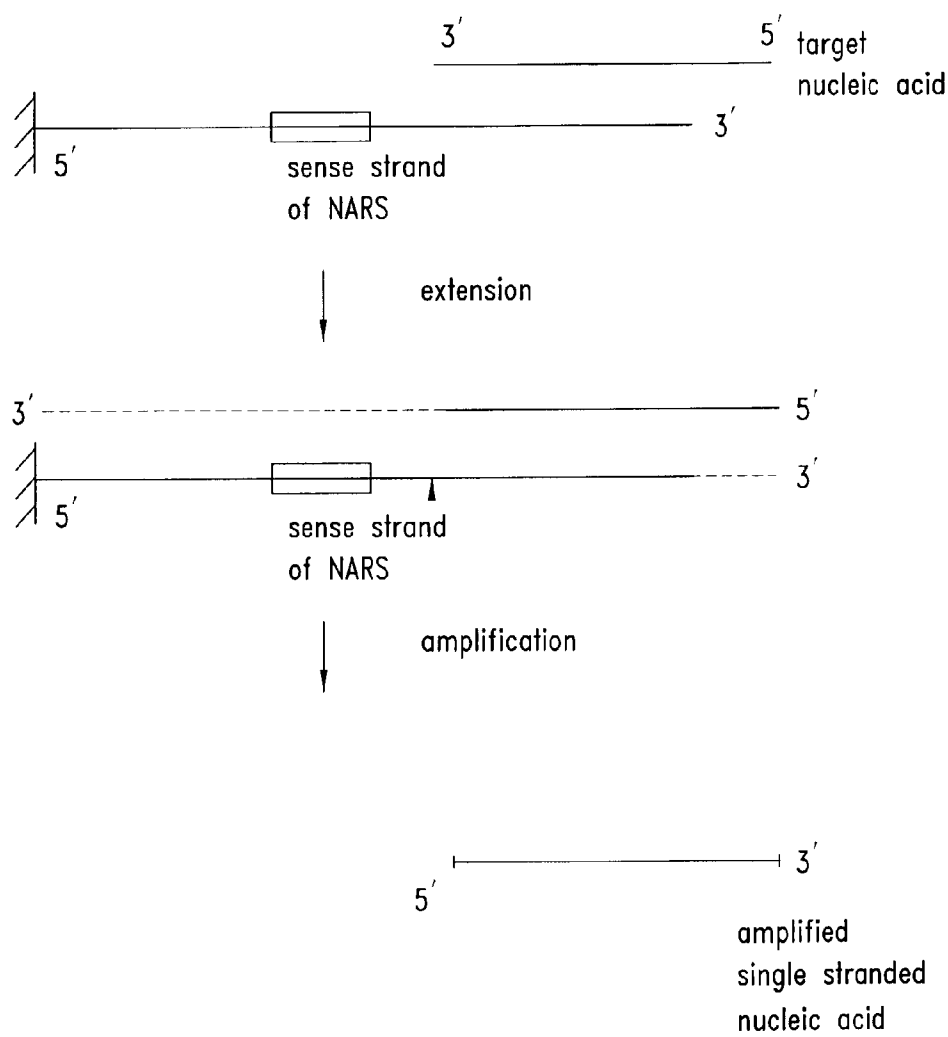 3′ 5′
target
nucleic acid
3′
5′
sense strand
of NARS
extension
3′ 5′
3′
5′
sense strand
of NARS
amplification
3′
5′
amplified
single stranded
nucleic acid